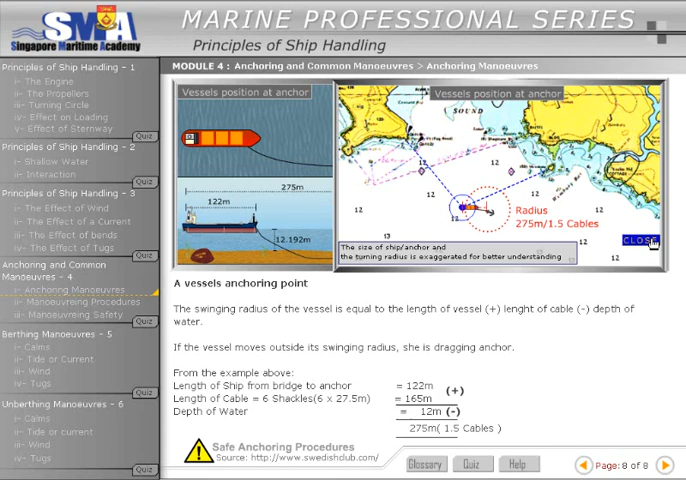 SMA
Singapore Maritime Academy
MARINE PROFESSIONAL SERIES
Principles of Ship Handling
MODULE 4 : Anchoring and Common Manoeuvres > Anchoring Manoeuvres
Principles of Ship Handling - 1
i- The Engine
ii- The Propellers
iii- Turning Circle
iv- Effect on Loading
v- Effect of Sternway
Quiz
Principles of Ship Handling - 2
i- Shallow Water
ii- Interaction
Quiz
Principles of Ship Handling - 3
i- The Effect of Wind
ii- The Effect of a Current
iii- the Effect of bends
iv- The Effect of Tugs
Quiz
Anchoring and Common
Manoeuvres - 4
i- Anchoring Manoeuvres
ii- Manouvreing Procedures
iii- Manoeuvring Safety
Quiz
Berthing Manoeuvres - 5
i- Calms
ii- Tide or Current
iii- Wind
iv- Tugs
Quiz
Unberthing Manoeuvres - 6
i- Calms
ii- Tide or current
iii- Wind
iv- Tugs
Quiz
Vessels position at anchor
275m
122m
12.192m
Vessels position at anchor
SOUND
12
12
12
12
12
12
13
12
13
Radius
275m/1.5 Cables
CLOSE
The size of ship/anchor and
the turning radius is exaggerated for better understanding
A vessels anchoring point
The swinging radius of the vessel is equal to the length of vessel (+) lenght of cable (-) depth of
water.
If the vessel moves outside its swinging radius, she is dragging anchor.
From the example above:
Length of Ship from bridge to anchor = 122m
(+)
Length of Cable = 6 Shackles(6 x 27.5m) = 165m
Depth of Water = 12m (-)
275m( 1.5 Cables )
Safe Anchoring Procedures
Source: http://www.swedishclub.com/
Glossary
Quiz
Help
Page: 8 of 8